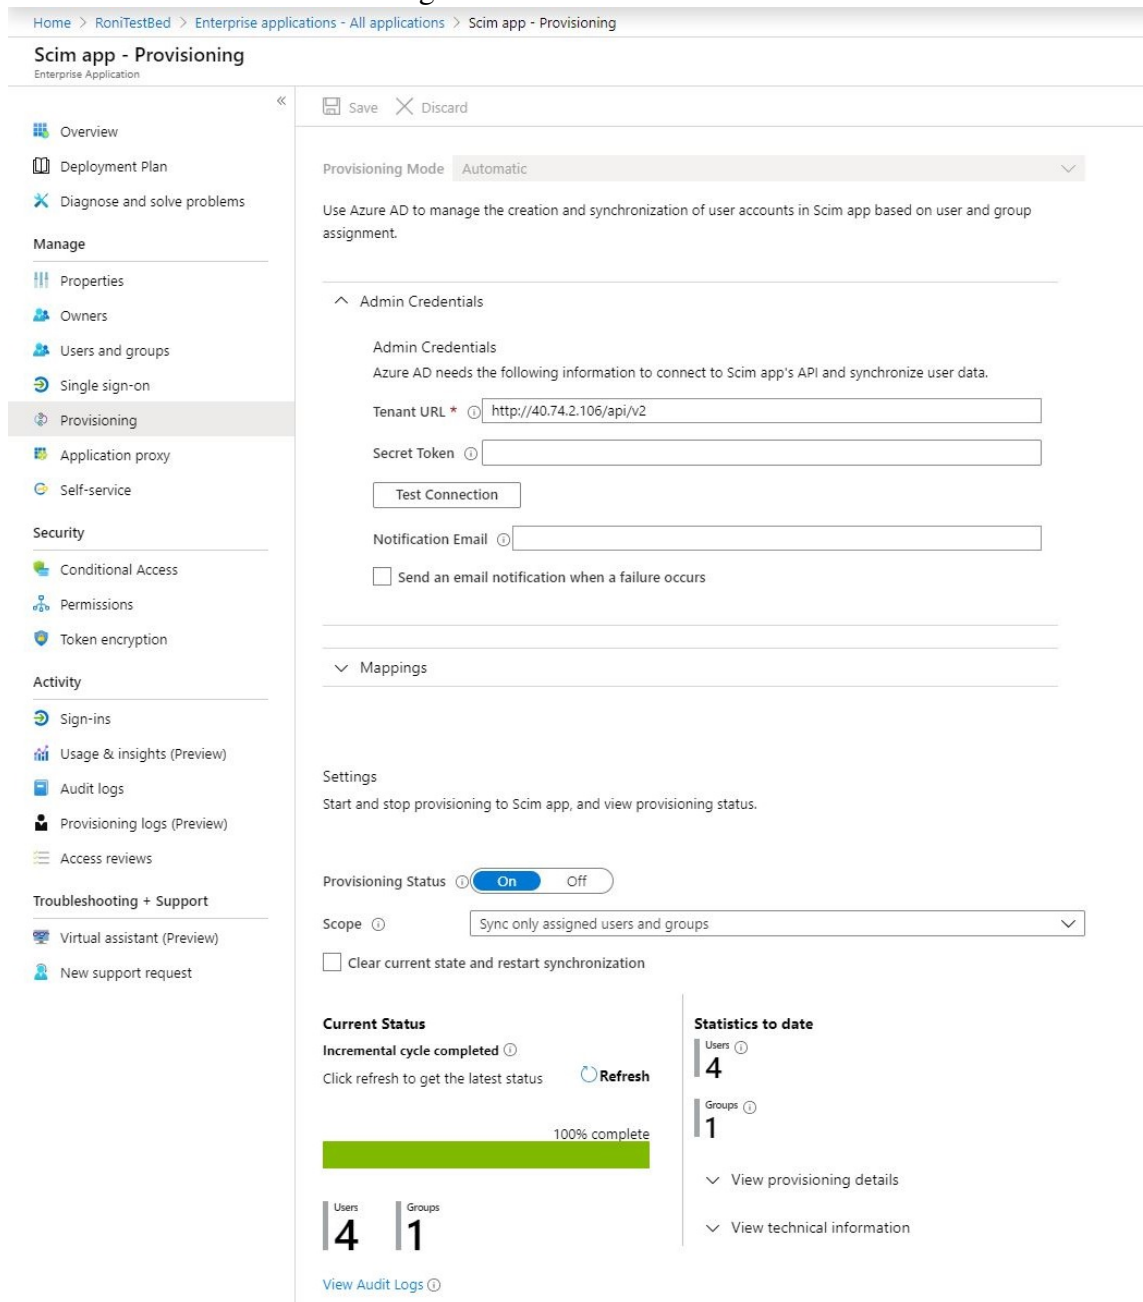 Home > RoniTestBed > Enterprise applications - All applications > Scim app - Provisioning
Scim app - Provisioning
Enterprise Application
«
Save Discard
Overview
Deployment Plan
Diagnose and solve problems
Manage
Properties
Owners
Users and groups
Single sign-on
Provisioning
Application proxy
Self-service
Security
Conditional Access
Permissions
Token encryption
Activity
Sign-ins
Usage & insights (Preview)
Audit logs
Provisioning logs (Preview)
Access reviews
Troubleshooting + Support
Virtual assistant (Preview)
New support request
Provisioning Mode Automatic
Use Azure AD to manage the creation and synchronization of user accounts in Scim app based on user and group
assignment.
Admin Credentials
Admin Credentials
Azure AD needs the following information to connect to Scim app's API and synchronize user data.
Tenant URL * http://40.74.2.106/api/v2
Secret Token
Test Connection
Notification Email
Send an email notification when a failure occurs
Mappings
Settings
Start and stop provisioning to Scim app, and view provisioning status.
Provisioning Status On Off
Scope Sync only assigned users and groups
Clear current state and restart synchronization
Current Status
Incremental cycle completed
Click refresh to get the latest status Refresh
100% complete
Users Groups
4 1
View Audit Logs
Statistics to date
Users
4
Groups
1
View provisioning details
View technical information